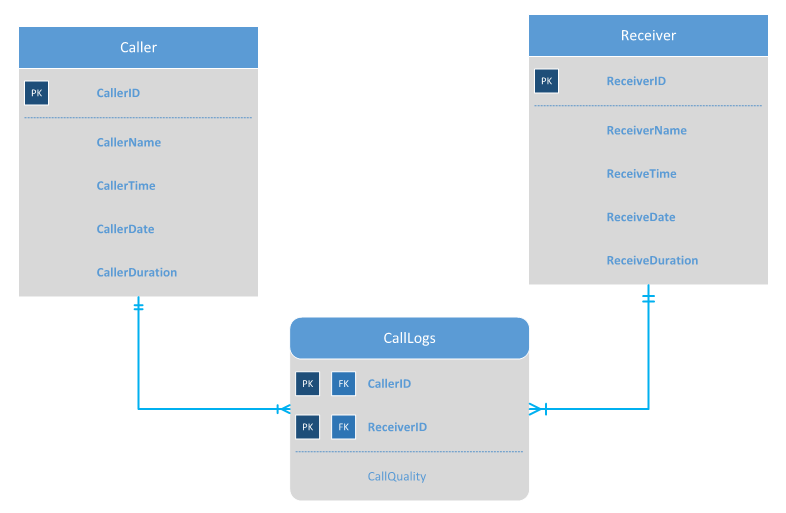 Caller
PK CallerID
CallerName
CallerTime
CallerDate
CallerDuration
Receiver
PK ReceiverID
ReceiverName
ReceiveTime
ReceiveDate
ReceiveDuration
CallLogs
PK FK CallerID
PK FK ReceiverID
CallQuality